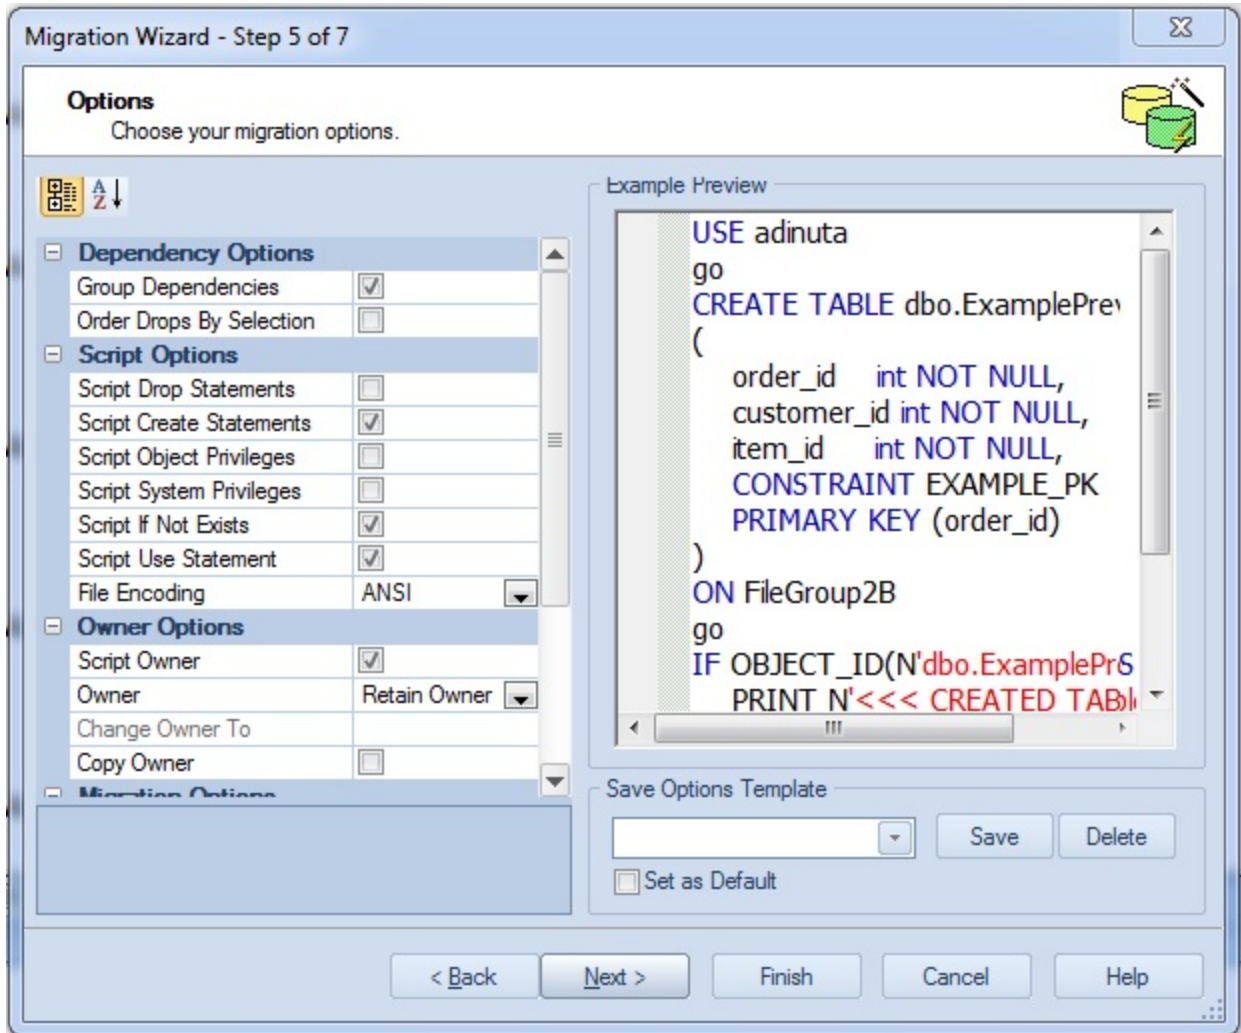 Migration Wizard - Step 5 of 7
Options
Choose your migration options.
Dependency Options
Group Dependencies
Order Drops By Selection
Script Options
Script Drop Statements
Script Create Statements
Script Object Privileges
Script System Privileges
Script If Not Exists
Script Use Statement
File Encoding ANSI
Owner Options
Script Owner
Owner Retain Owner
Change Owner To
Copy Owner
Migration Options
Example Preview
USE adinuta
go
CREATE TABLE dbo.ExamplePrev
(
order_id int NOT NULL,
customer_id int NOT NULL,
item_id int NOT NULL,
CONSTRAINT EXAMPLE_PK
PRIMARY KEY (order_id)
)
ON FileGroup2B
go
IF OBJECT_ID(N'dbo.ExamplePr
PRINT N'<<< CREATED TAB
Save Options Template
Save Delete
Set as Default
< Back Next > Finish Cancel Help